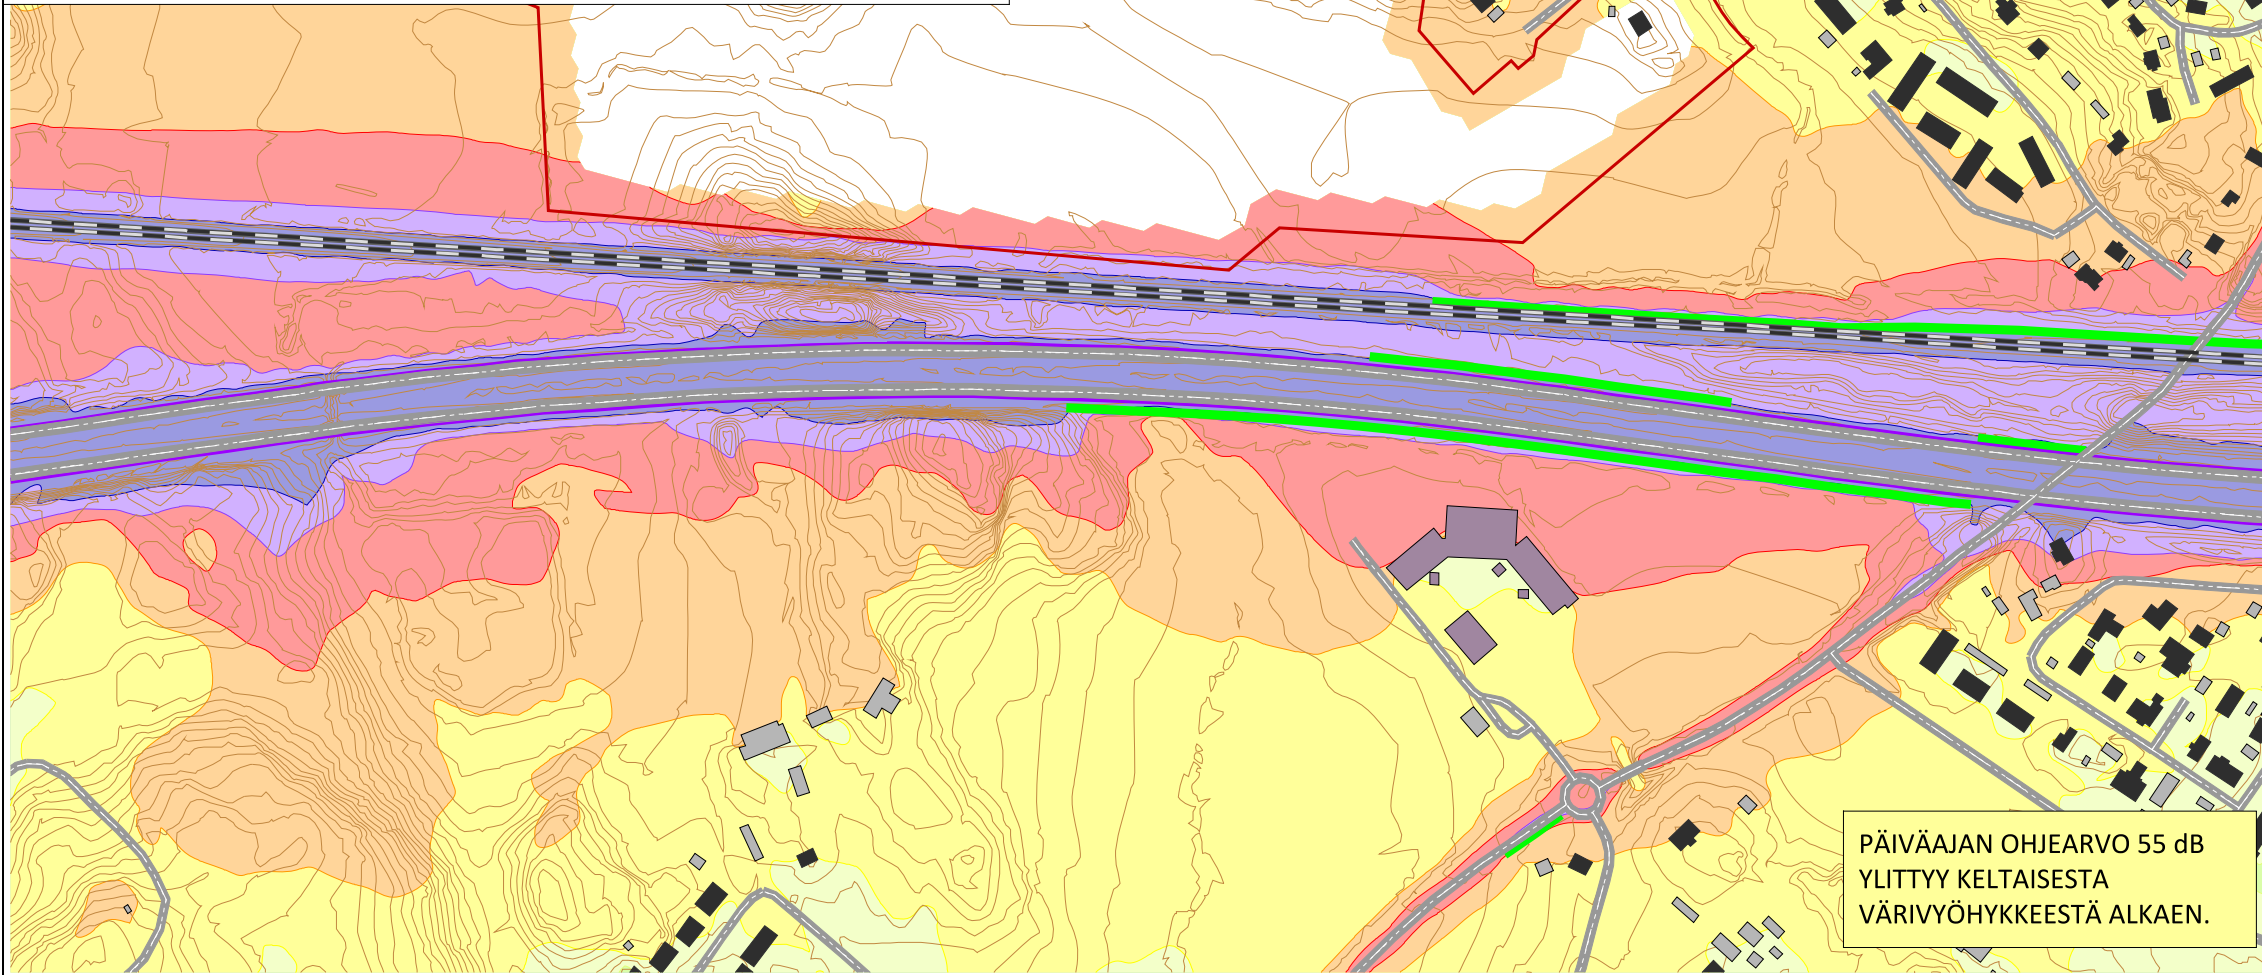 PÄIVÄAJAN OHJEARVO 55 dB
YLITTYY KELTAISESTA
VÄRIVYÖHYKKEESTÄ ALKAEN.